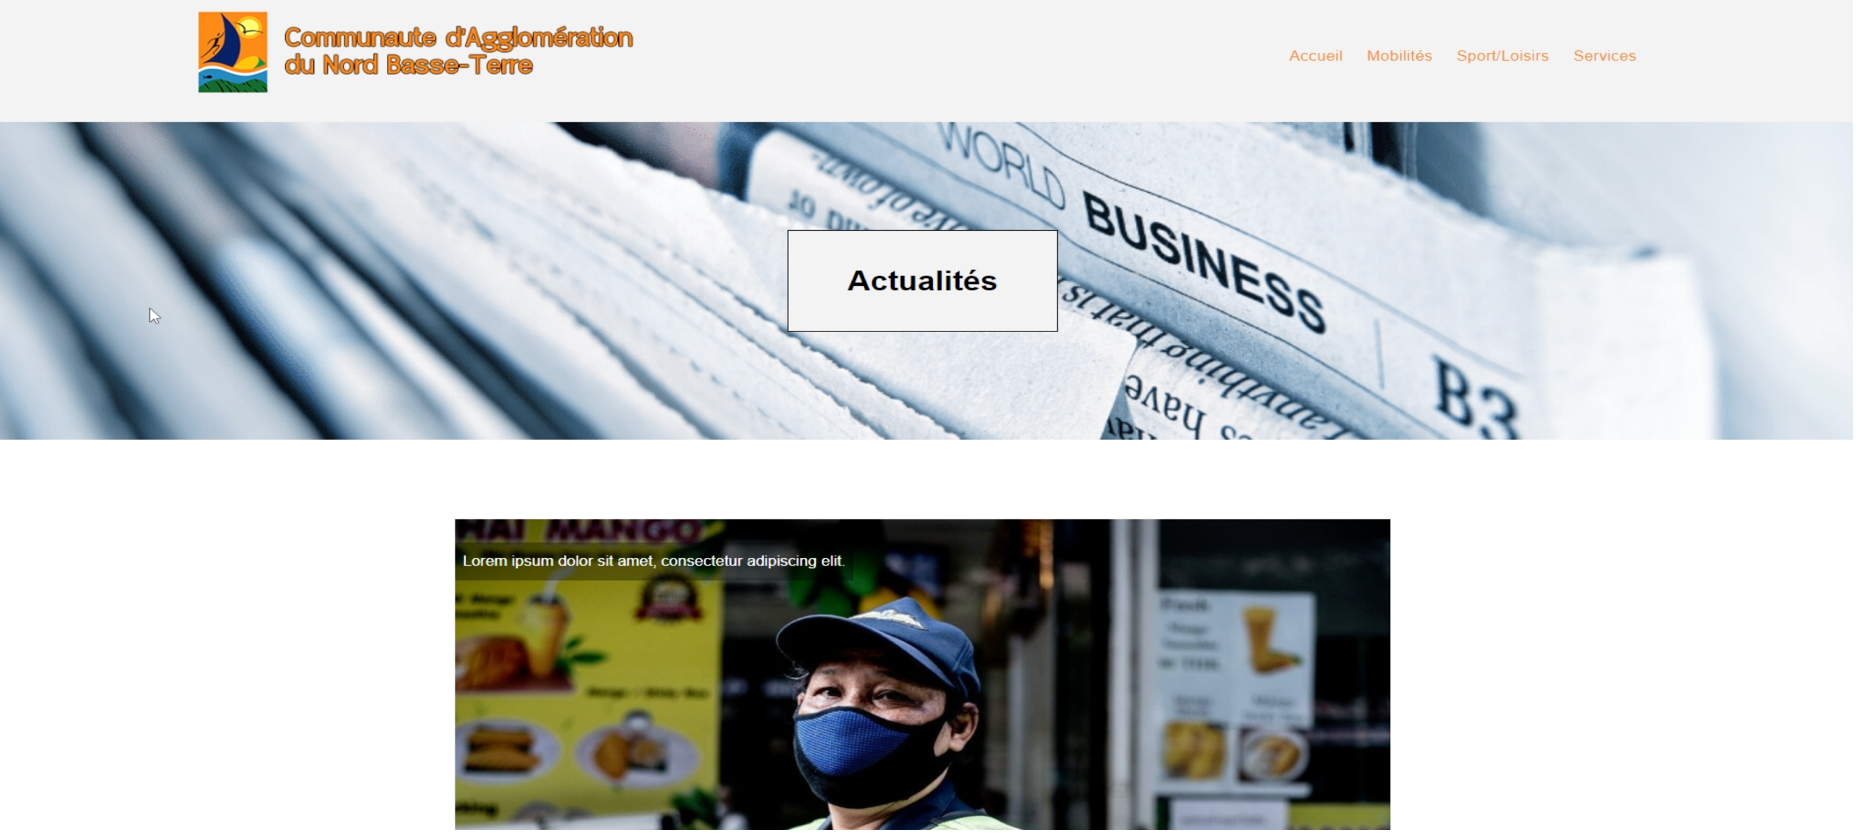 Communaute d'Agglomération
du Nord Basse-Terre
Accueil Mobilités Sport/Loisirs Services
WORLD BUSINESS B3
have
Actualités
HAI MANGO
Lorem ipsum dolor sit amet, consectetur adipiscing elit.